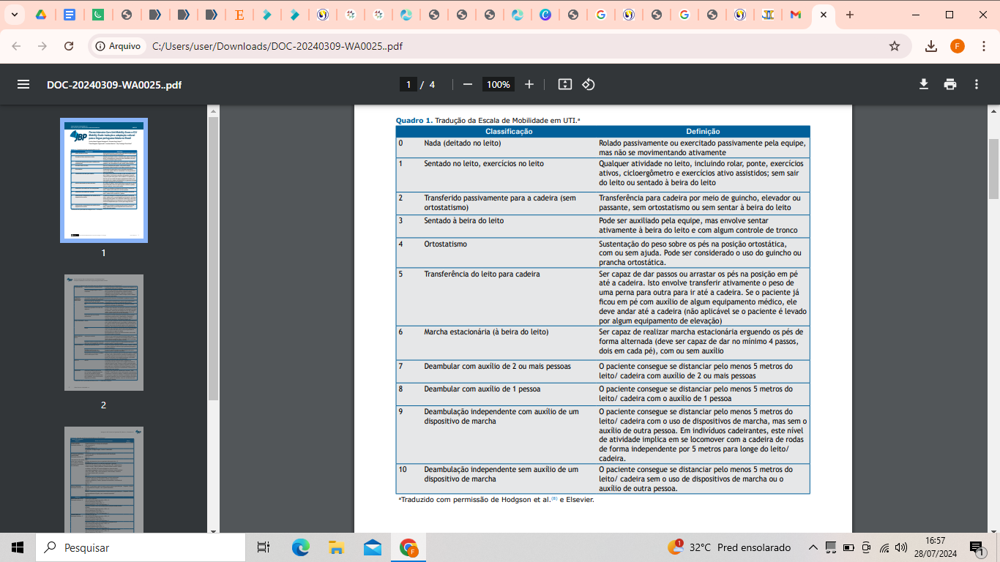 Arquivo
C:/Users/user/Downloads/DOC-20240309-WA0025..pdf
DOC-20240309-WA0025..pdf
1 / 4
100%
1
2
Quadro 1. Tradução da Escala de Mobilidade em UTI.ª
Classificação Definição
0 Nada (deitado no leito) Rolado passivamente ou exercitado passivamente pela equipe,
mas não se movimentando ativamente
1 Sentado no leito, exercícios no leito Qualquer atividade no leito, incluindo rolar, ponte, exercícios
ativos, cicloergômetro e exercícios ativo assistidos; sem sair
do leito ou sentado à beira do leito
2 Transferido passivamente para a cadeira (sem Transferência para cadeira por meio de guincho, elevador ou
ortostatismo) passante, sem ortostatismo ou sem sentar à beira do leito
3 Sentado à beira do leito Pode ser auxiliado pela equipe, mas envolve sentar
ativamente à beira do leito e com algum controle de tronco
4 Ortostatismo Sustentação do peso sobre os pés na posição ortostática,
com ou sem ajuda. Pode ser considerado o uso do guincho ou
prancha ortostática.
5 Transferência do leito para cadeira Ser capaz de dar passos ou arrastar os pés na posição em pé
até a cadeira. Isto envolve transferir ativamente o peso de
uma perna para outra para ir até a cadeira. Se o paciente já
ficou em pé com auxílio de algum equipamento médico, ele
deve andar até a cadeira (não aplicável se o paciente é levado
por algum equipamento de elevação)
6 Marcha estacionária (à beira do leito) Ser capaz de realizar marcha estacionária erguendo os pés de
forma alternada (deve ser capaz de dar no mínimo 4 passos,
dois em cada pé), com ou sem auxílio
7 Deambular com auxílio de 2 ou mais pessoas O paciente consegue se distanciar pelo menos 5 metros do
leito/ cadeira com auxílio de 2 ou mais pessoas
8 Deambular com auxílio de 1 pessoa O paciente consegue se distanciar pelo menos 5 metros do
leito/ cadeira com o auxílio de 1 pessoa
9 Deambulação independente com auxílio de um O paciente consegue se distanciar pelo menos 5 metros do
dispositivo de marcha leito/ cadeira com o uso de dispositivos de marcha, mas sem o
auxílio de outra pessoa. Em indivíduos cadeirantes, este nível
de atividade implica em se locomover com a cadeira de rodas
de forma independente por 5 metros para longe do leito/
cadeira.
10 Deambulação independente sem auxílio de um O paciente consegue se distanciar pelo menos 5 metros do
dispositivo de marcha leito/ cadeira sem o uso de dispositivos de marcha ou o
auxílio de outra pessoa.
ªTraduzido com permissão de Hodgson et al.(8) e Elsevier.
Pesquisar
32°C Pred ensolarado
16:57
28/07/2024